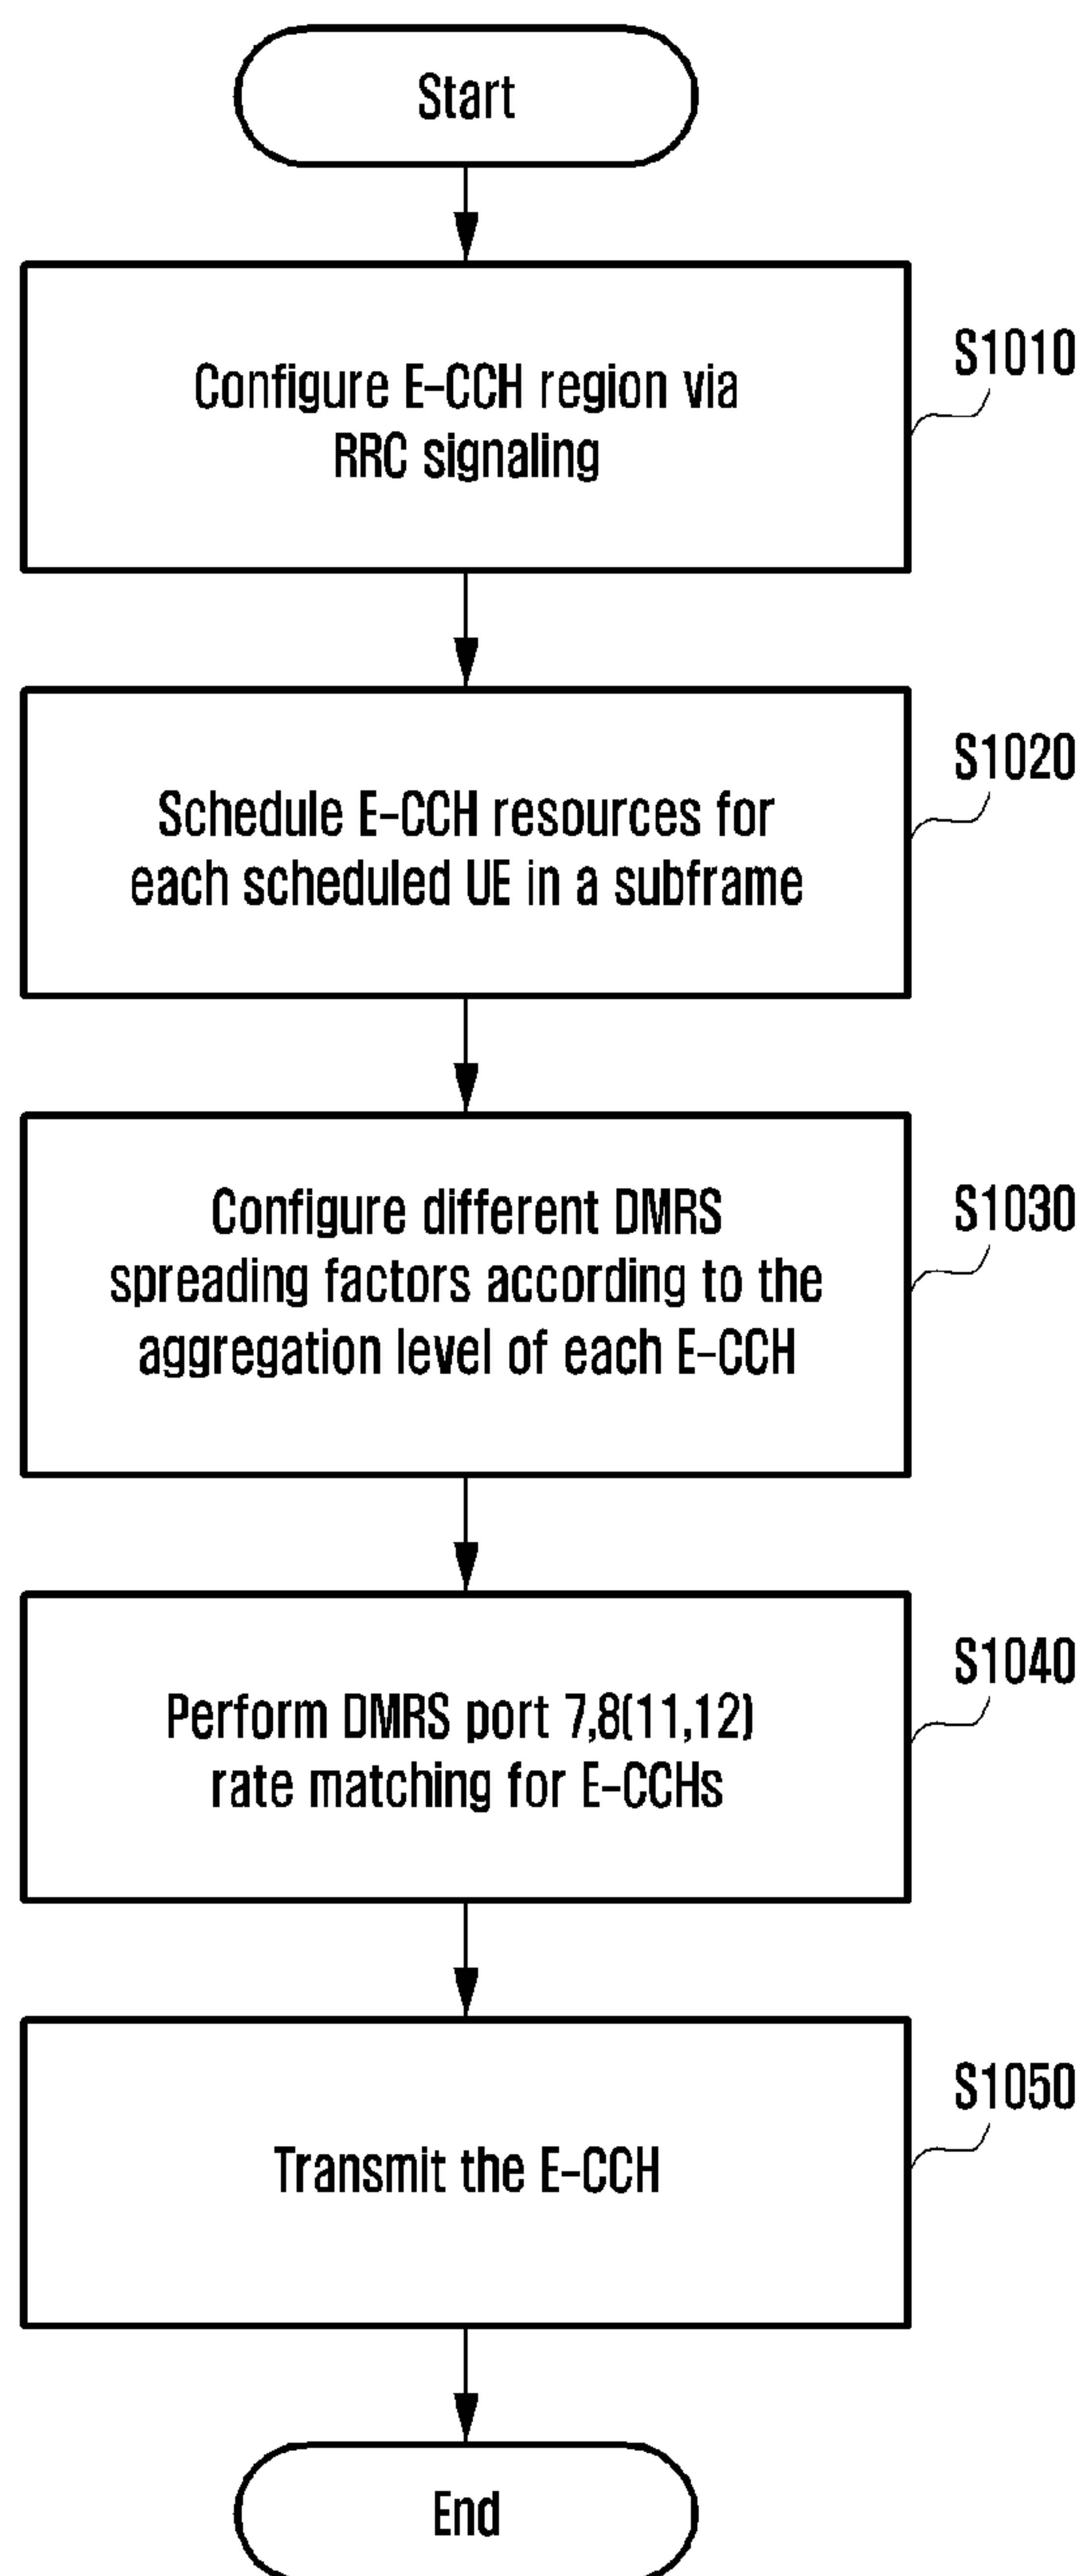 Start
Configure E-CCH region via
RRC signaling
S1010
Schedule E-CCH resources for
each scheduled UE in a subframe
S1020
Configure different DMRS
spreading factors according to the
aggregation level of each E-CCH
S1030
Perform DMRS port 7,8(11,12)
rate matching for E-CCHs
S1040
Transmit the E-CCH
S1050
End